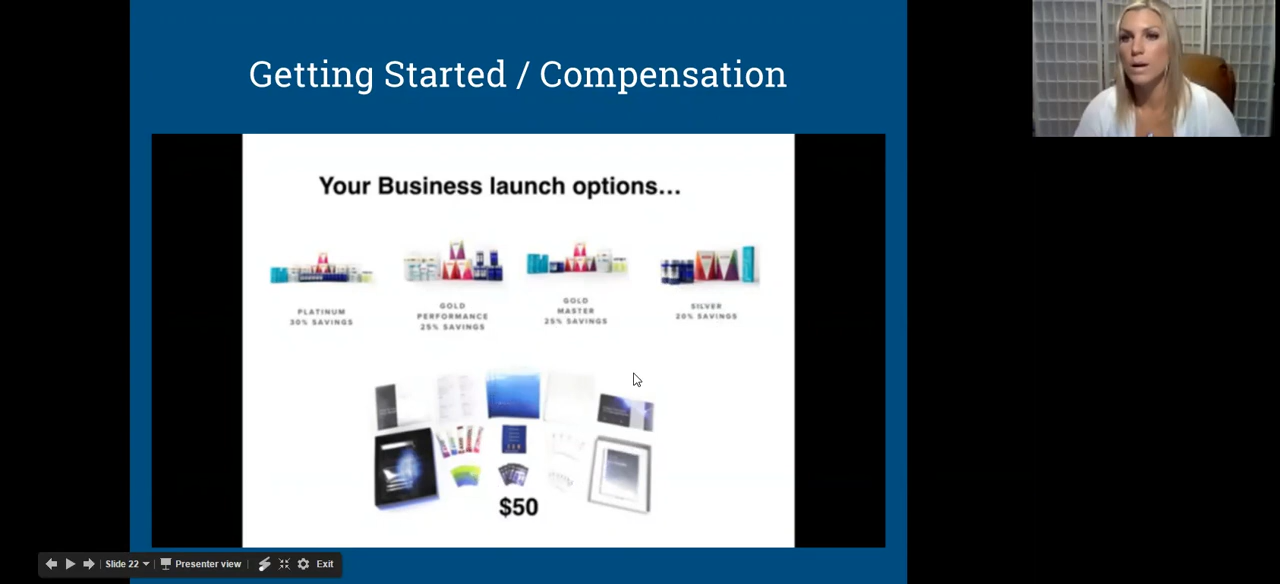 Getting Started / Compensation
Your Business launch options...
PLATINUM
30% SAVINGS
GOLD
PERFORMANCE
25% SAVINGS
GOLD
MASTER
25% SAVINGS
SILVER
20% SAVINGS
$50
Slide 22
Presenter view
Exit